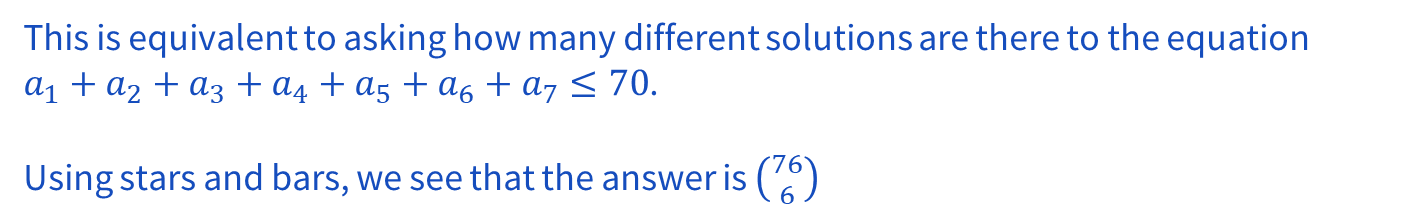 This is equivalent to asking how many different solutions are there to the equation
a₁ + a₂ + a₃ + a₄ + a₅ + a₆ + a₇ ≤ 70.
Using stars and bars, we see that the answer is (76 6)